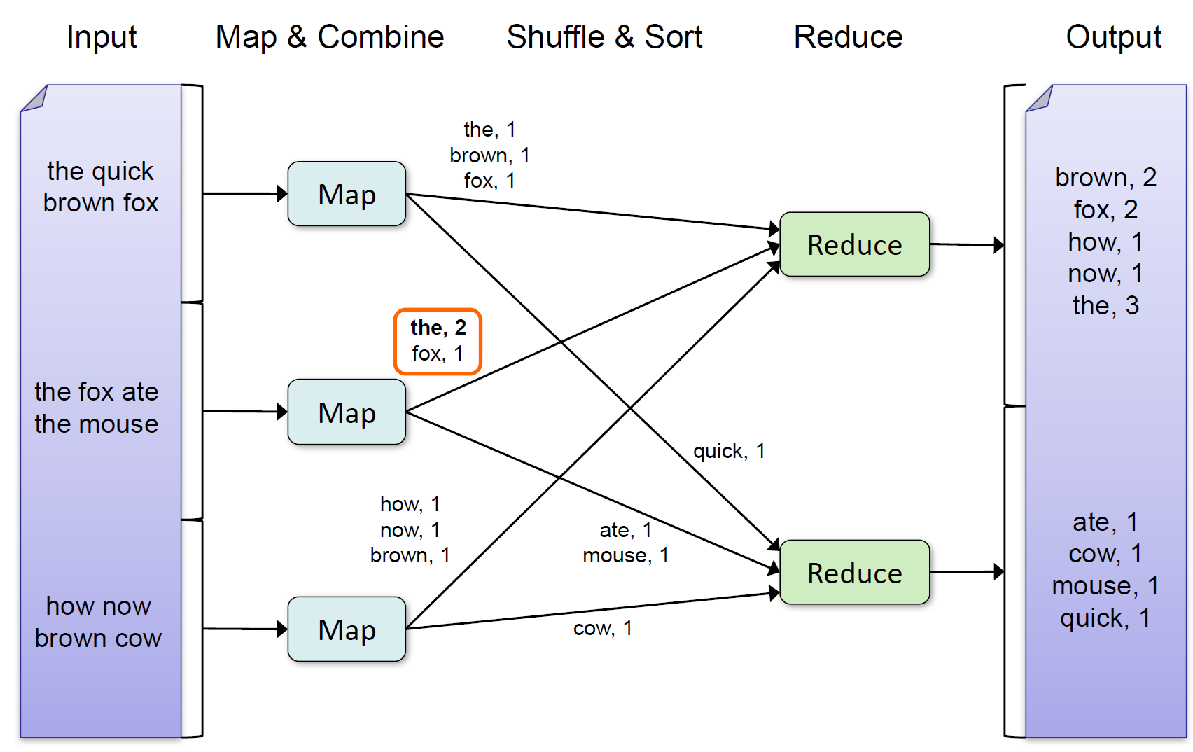 Input
Map & Combine
Shuffle & Sort
Reduce
Output
the quick
brown fox
the fox ate
the mouse
how now
brown cow
Map
Map
Map
the, 1
brown, 1
fox, 1
the, 2
fox, 1
how, 1
now, 1
brown, 1
quick, 1
ate, 1
mouse, 1
cow, 1
Reduce
Reduce
brown, 2
fox, 2
how, 1
now, 1
the, 3
ate, 1
cow, 1
mouse, 1
quick, 1